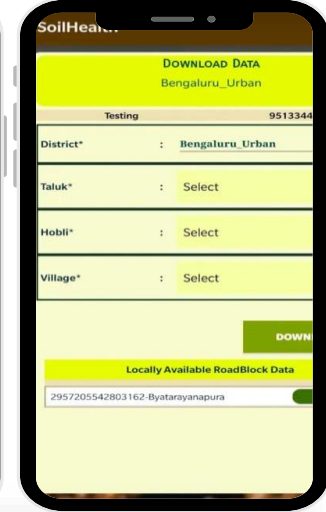 SoilHealth
DOWNLOAD DATA
Bengaluru_Urban
Testing 9513344
District* : Bengaluru_Urban
Taluk* : Select
Hobli* : Select
Village* : Select
DOWN
Locally Available RoadBlock Data
2957205542803162-Byatarayanapura